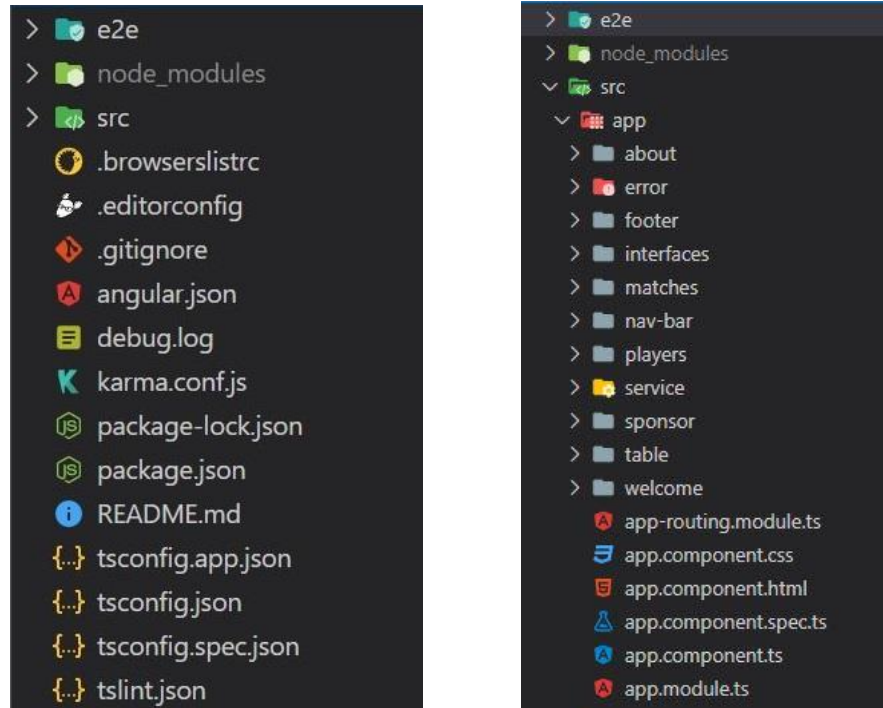 e2e
node_modules
src
.browserslistrc
.editorconfig
.gitignore
angular.json
debug.log
karma.conf.js
package-lock.json
package.json
README.md
tsconfig.app.json
tsconfig.json
tsconfig.spec.json
tslint.json
e2e
node_modules
src
app
about
error
footer
interfaces
matches
nav-bar
players
service
sponsor
table
welcome
app-routing.module.ts
app.component.css
app.component.html
app.component.spec.ts
app.component.ts
app.module.ts